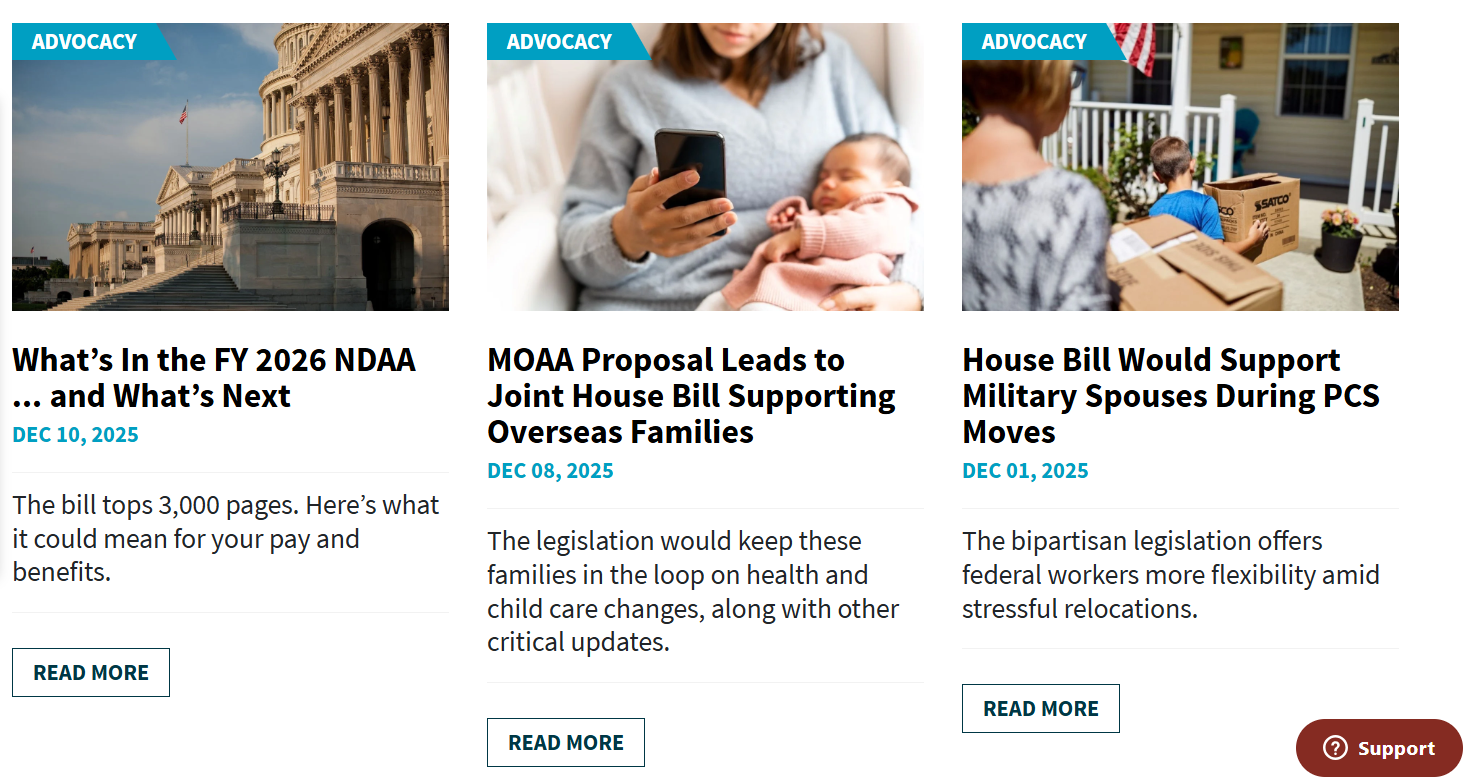 ADVOCACY
What’s In the FY 2026 NDAA
... and What’s Next
DEC 10, 2025
The bill tops 3,000 pages. Here’s what
it could mean for your pay and
benefits.
READ MORE
ADVOCACY
MOAA Proposal Leads to
Joint House Bill Supporting
Overseas Families
DEC 08, 2025
The legislation would keep these
families in the loop on health and
child care changes, along with other
critical updates.
READ MORE
ADVOCACY
SATCO
House Bill Would Support
Military Spouses During PCS
Moves
DEC 01, 2025
The bipartisan legislation offers
federal workers more flexibility amid
stressful relocations.
READ MORE
Support